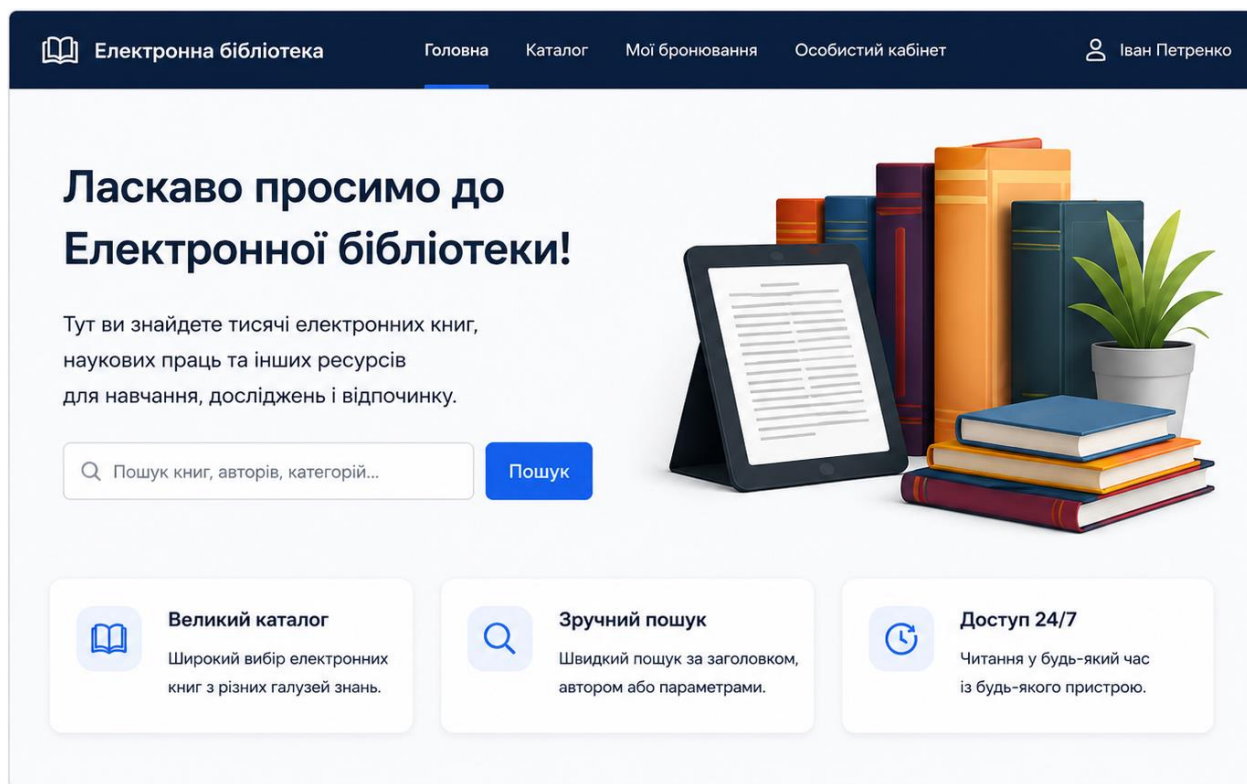 Електронна бібліотека
Головна
Каталог
Мої бронювання
Особистий кабінет
Іван Петренко
Ласкаво просимо до
Електронної бібліотеки!
Тут ви знайдете тисячі електронних книг,
наукових праць та інших ресурсів
для навчання, досліджень і відпочинку.
Пошук книг, авторів, категорій...
Пошук
Великий каталог
Широкий вибір електронних
книг з різних галузей знань.
Зручний пошук
Швидкий пошук за заголовком,
автором або параметрами.
Доступ 24/7
Читання у будь-який час
із будь-якого пристрою.